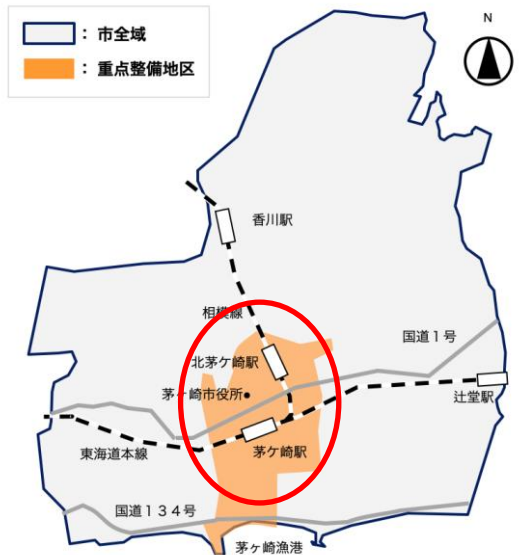 ：市全域
：重点整備地区
N
香川駅
相模線
国道１号
北茅ケ崎駅
茅ヶ崎市役所
辻堂駅
東海道本線
茅ケ崎駅
国道１３４号
茅ヶ崎漁港